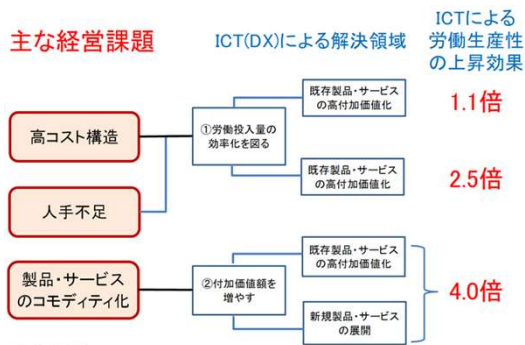 主な経営課題
ICT(DX)による解決領域
ICTによる
労働生産性
の上昇効果
高コスト構造
人手不足
製品・サービス
のコモディティ化
①労働投入量の
効率化を図る
②付加価値額を
増やす
既存製品・サービス
の高付加価値化
1.1倍
既存製品・サービス
の高付加価値化
2.5倍
既存製品・サービス
の高付加価値化
新規製品・サービス
の展開
4.0倍